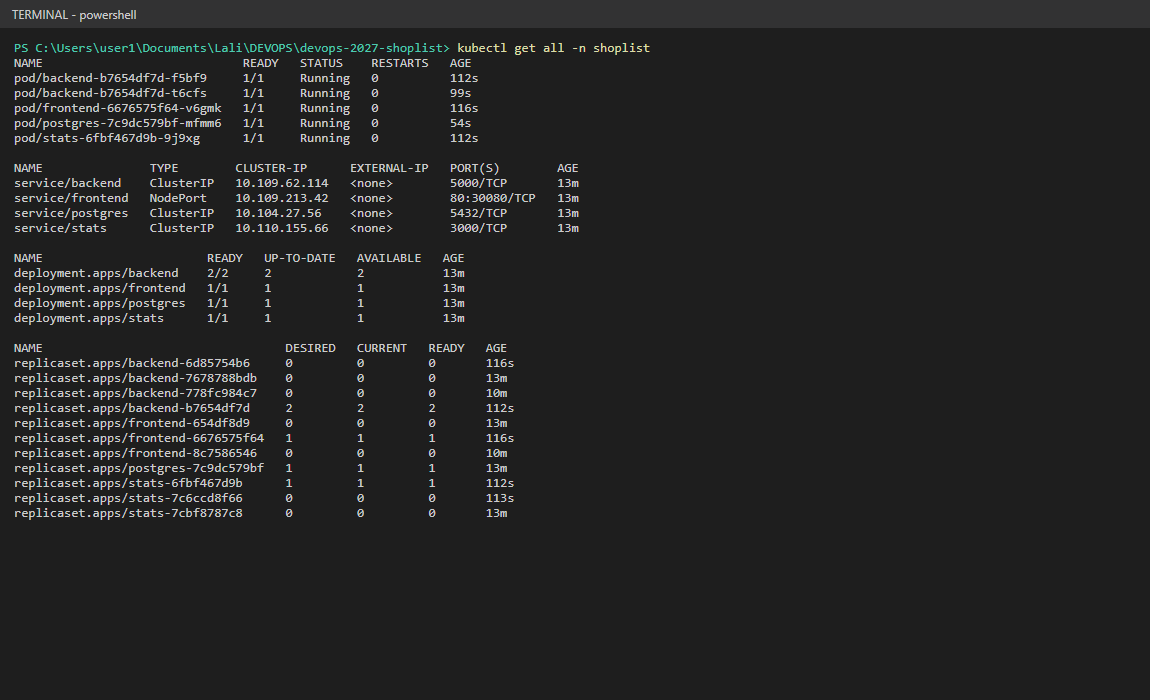 TERMINAL - powershell
PS C:\Users\user1\Documents\Lali\DEVOPS\devops-2027-shoplist> kubectl get all -n shoplist
NAME READY STATUS RESTARTS AGE
pod/backend-b7654df7d-f5bf9 1/1 Running 0 112s
pod/backend-b7654df7d-t6cfs 1/1 Running 0 99s
pod/frontend-6676575f64-v6gmk 1/1 Running 0 116s
pod/postgres-7c9dc579bf-mfmm6 1/1 Running 0 54s
pod/stats-6fbf467d9b-9j9xg 1/1 Running 0 112s
NAME TYPE CLUSTER-IP EXTERNAL-IP PORT(S) AGE
service/backend ClusterIP 10.109.62.114 <none> 5000/TCP 13m
service/frontend NodePort 10.109.213.42 <none> 80:30080/TCP 13m
service/postgres ClusterIP 10.104.27.56 <none> 5432/TCP 13m
service/stats ClusterIP 10.110.155.66 <none> 3000/TCP 13m
NAME READY UP-TO-DATE AVAILABLE AGE
deployment.apps/backend 2/2 2 2 13m
deployment.apps/frontend 1/1 1 1 13m
deployment.apps/postgres 1/1 1 1 13m
deployment.apps/stats 1/1 1 1 13m
NAME DESIRED CURRENT READY AGE
replicaset.apps/backend-6d85754b6 0 0 0 116s
replicaset.apps/backend-7678788bdb 0 0 0 13m
replicaset.apps/backend-778fc984c7 0 0 0 10m
replicaset.apps/backend-b7654df7d 2 2 2 112s
replicaset.apps/frontend-654df8d9 0 0 0 13m
replicaset.apps/frontend-6676575f64 1 1 1 116s
replicaset.apps/frontend-8c7586546 0 0 0 10m
replicaset.apps/postgres-7c9dc579bf 1 1 1 13m
replicaset.apps/stats-6fbf467d9b 1 1 1 112s
replicaset.apps/stats-7c6ccd8f66 0 0 0 113s
replicaset.apps/stats-7cbf8787c8 0 0 0 13m